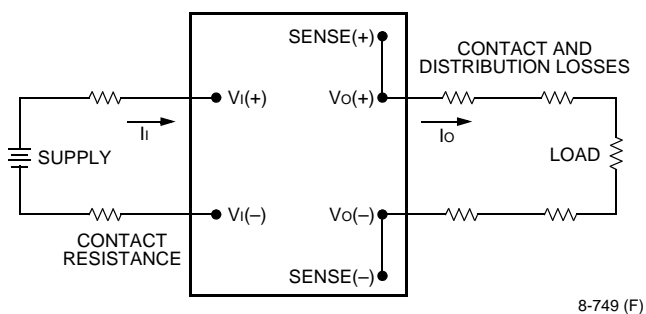 SENSE(+)
CONTACT AND
DISTRIBUTION LOSSES
VI(+)
VO(+)
II
IO
SUPPLY
LOAD
VI(–)
VO(–)
CONTACT
RESISTANCE
SENSE(–)
8-749 (F)